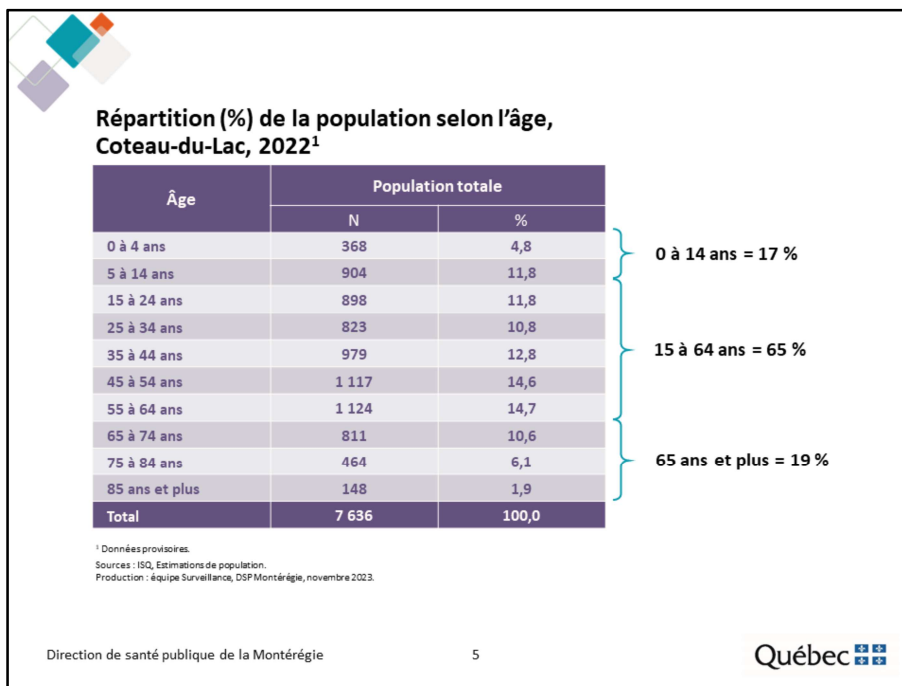 Répartition (%) de la population selon l'âge,
Coteau-du-Lac, 2022¹
Âge Population totale
N %
0 à 4 ans 368 4,8
5 à 14 ans 904 11,8
15 à 24 ans 898 11,8
25 à 34 ans 823 10,8
35 à 44 ans 979 12,8
45 à 54 ans 1 117 14,6
55 à 64 ans 1 124 14,7
65 à 74 ans 811 10,6
75 à 84 ans 464 6,1
85 ans et plus 148 1,9
Total 7 636 100,0
0 à 14 ans = 17 %
15 à 64 ans = 65 %
65 ans et plus = 19 %
¹ Données provisoires.
Sources : ISQ, Estimations de population.
Production : équipe Surveillance, DSP Montérégie, novembre 2023.
Direction de santé publique de la Montérégie 5 Québec